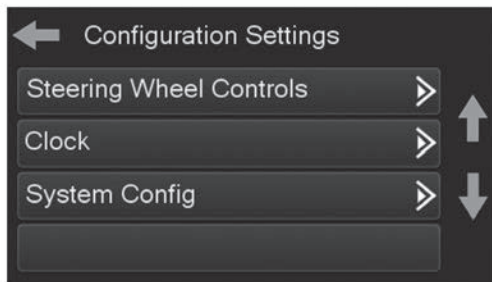 Configuration Settings
Steering Wheel Controls
Clock
System Config